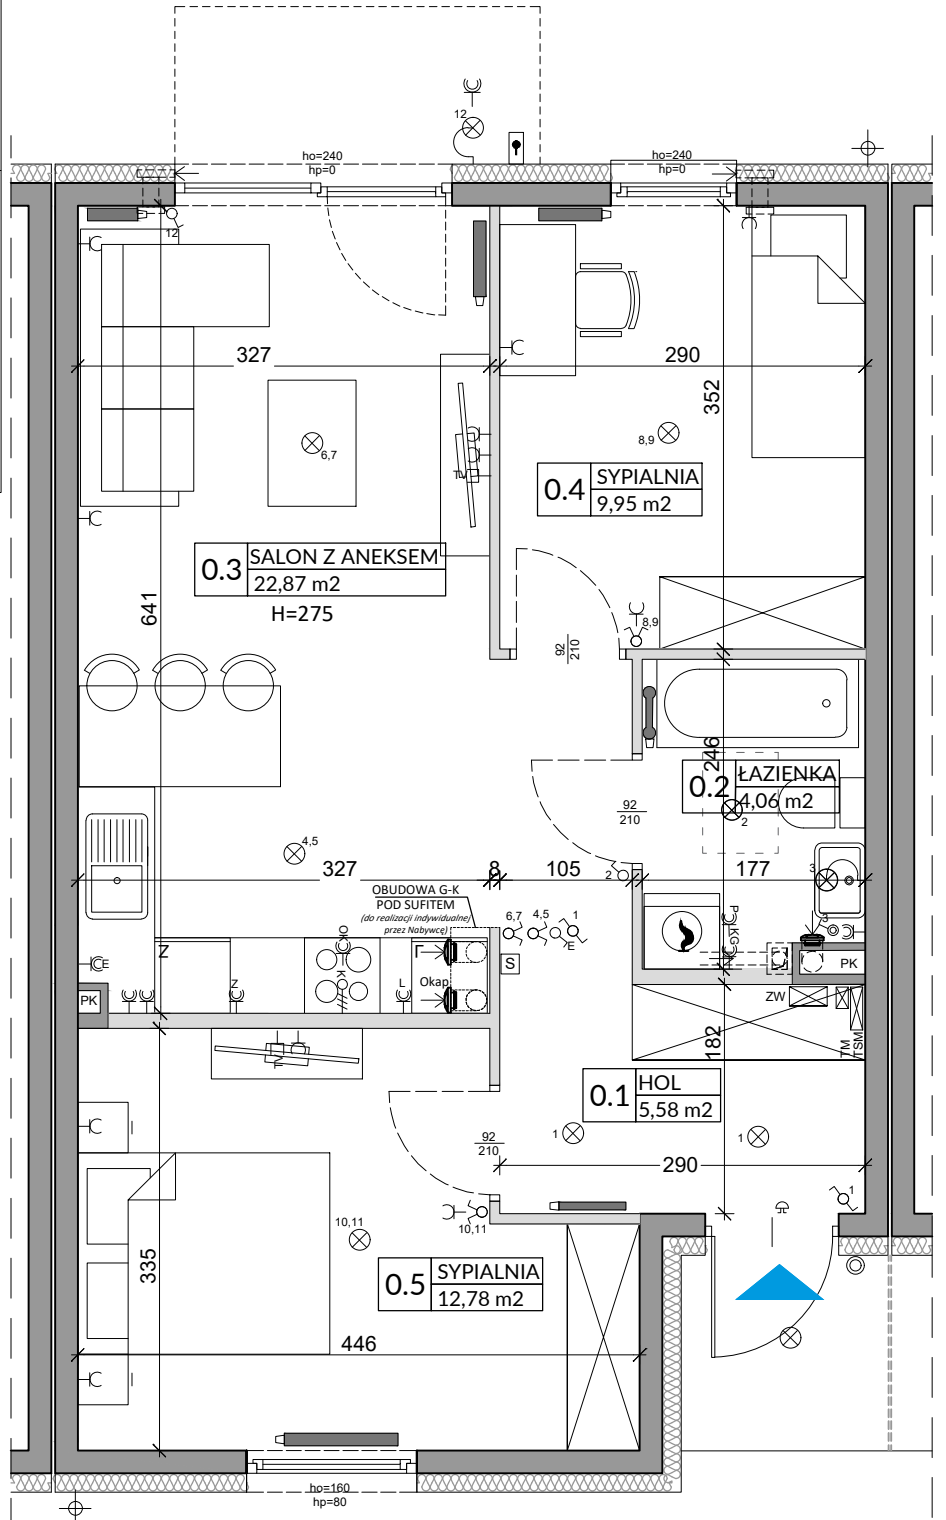 12
ho=240
hp=0
ho=240
hp=0
12
327
290
352
6,7
8,9
TV
0.4
SYPIALNIA
9,95 m2
0.3
SALON Z ANEKSEM
22,87 m2
H=275
641
8,9
92
210
246
0.2
ŁAZIENKA
4,06 m2
2
92
210
4,5
327
8
105
2
177
3
OBUDOWA G-K
POD SUFITEM
(do realizacji indywidualnej
przez Nabywcę)
6,7
4,5
1
E
P
KG
3
S
PK
E
Z
Z
OK
K
L
Okap
PK
ZW
TM
TSM
182
TV
0.1
HOL
5,58 m2
1
1
92
210
290
1
10,11
10,11
335
0.5
SYPIALNIA
12,78 m2
446
ho=160
hp=80